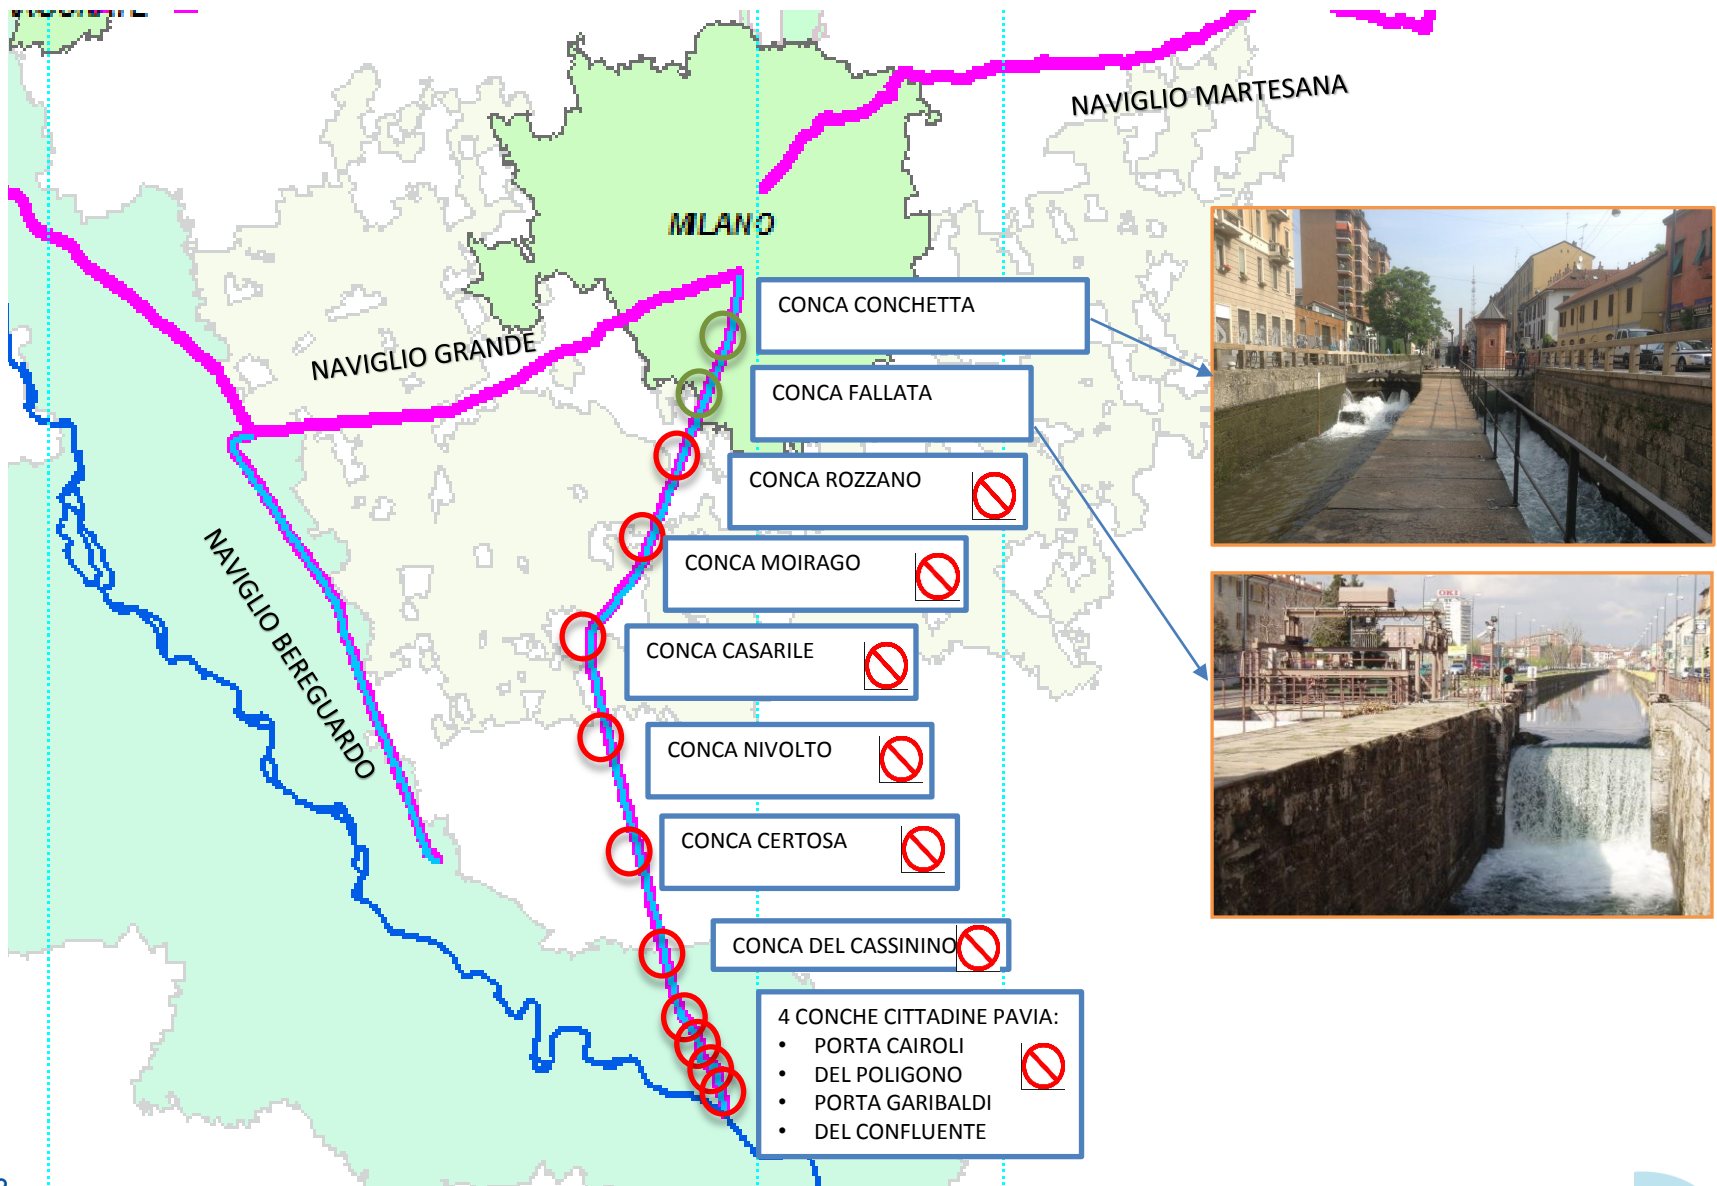 NAVIGLIO MARTESANA
MILANO
CONCA CONCHETTA
NAVIGLIO GRANDE
CONCA FALLATA
CONCA ROZZANO
CONCA MOIRAGO
NAVIGLIO BEREGUARDO
OKI
CONCA CASARILE
CONCA NIVOLTO
CONCA CERTOSA
CONCA DEL CASSININO
4 CONCHE CITTADINE PAVIA:
• PORTA CAIROLI
• DEL POLIGONO
• PORTA GARIBALDI
• DEL CONFLUENTE